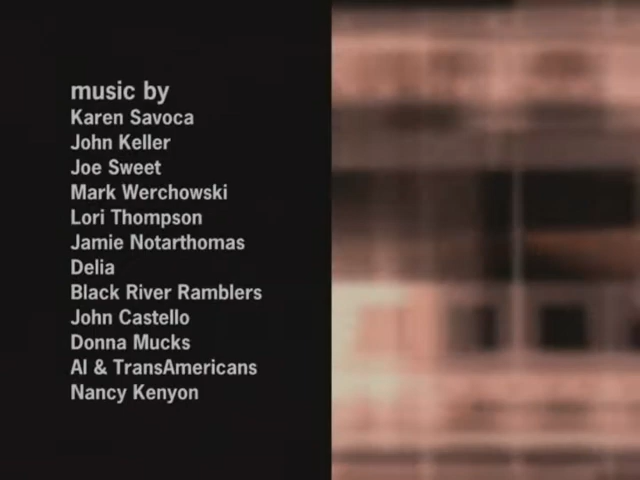 music by
Karen Savoca
John Keller
Joe Sweet
Mark Werchowski
Lori Thompson
Jamie Notarthomas
Delia
Black River Ramblers
John Castello
Donna Mucks
Al & TransAmericans
Nancy Kenyon